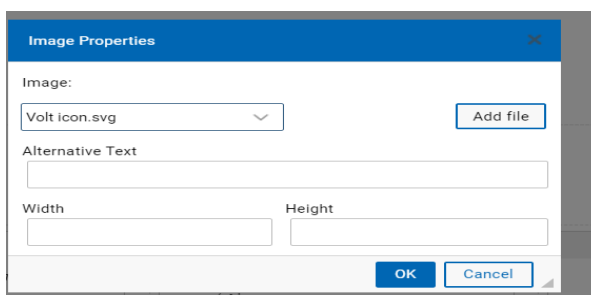 Image Properties
Image:
Volt icon.svg
Add file
Alternative Text
Width
Height
OK
Cancel